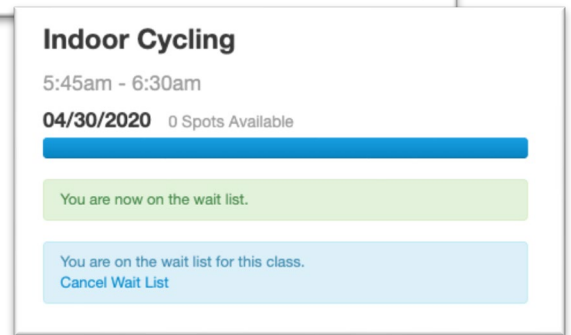 Indoor Cycling
5:45am - 6:30am
04/30/2020 0 Spots Available
You are now on the wait list.
You are on the wait list for this class.
Cancel Wait List